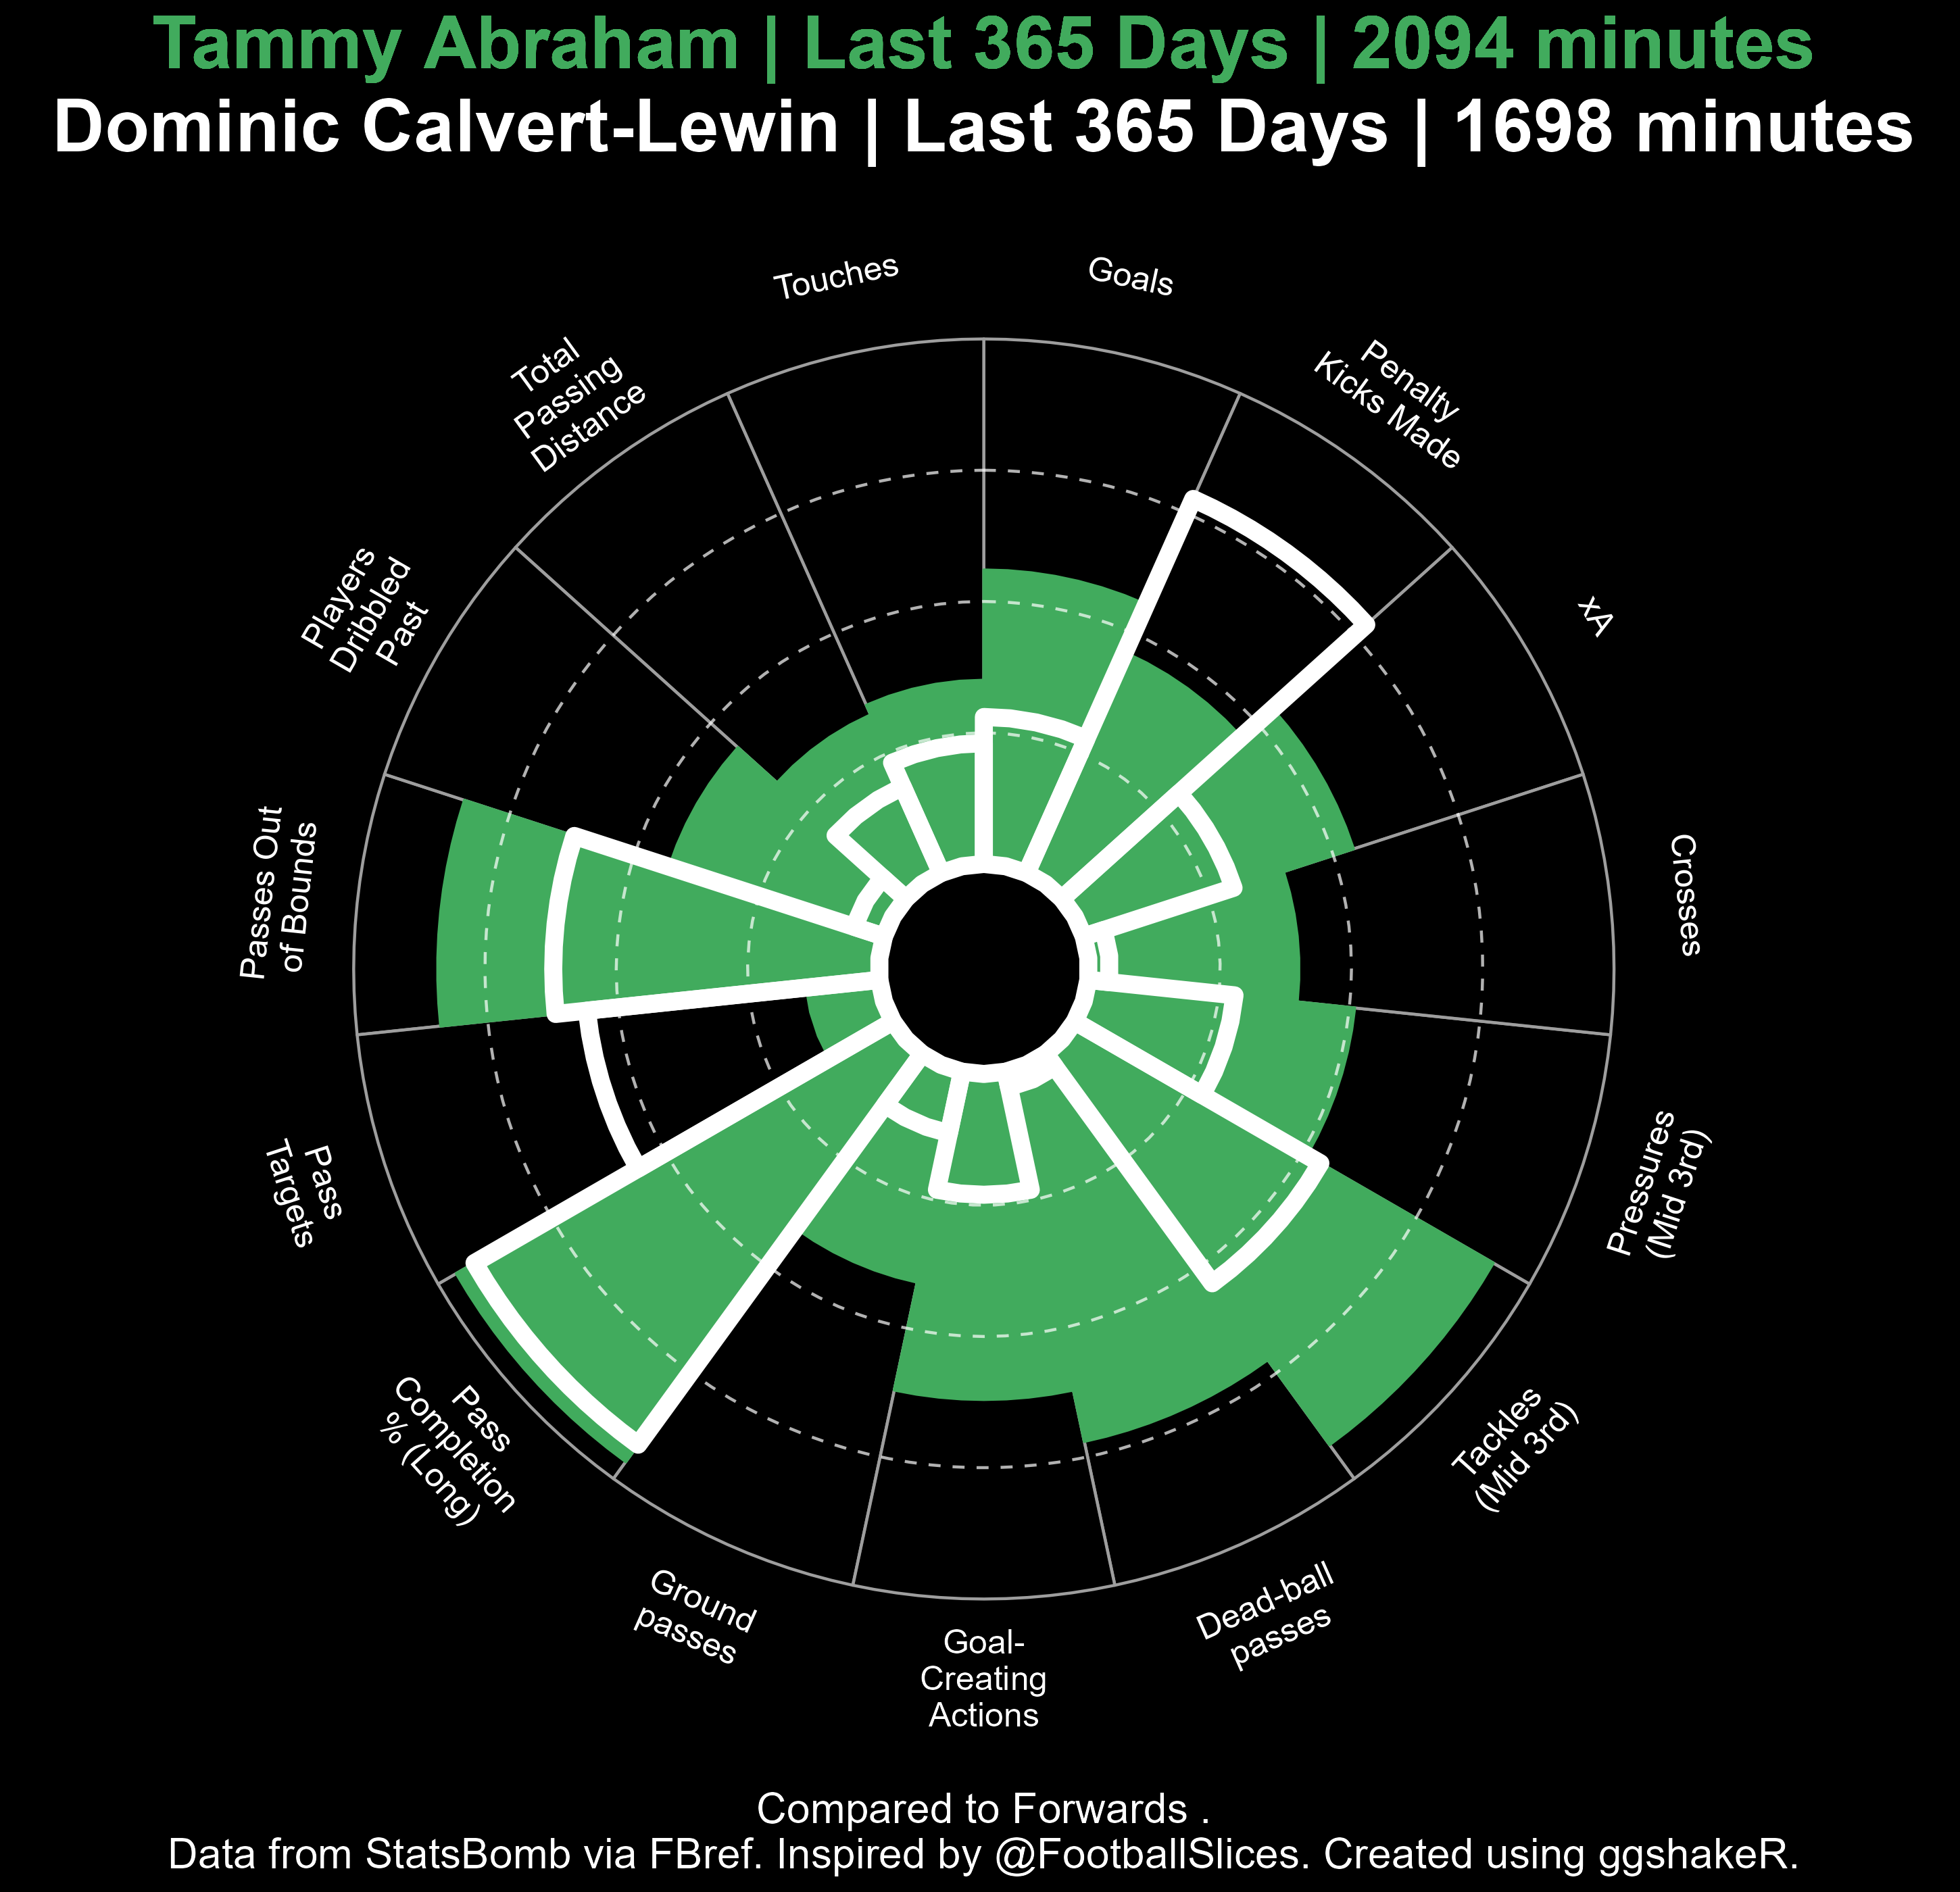 Tammy Abraham | Last 365 Days | 2094 minutes
Dominic Calvert-Lewin | Last 365 Days | 1698 minutes
Touches
Goals
Total
Passing
Distance
Penalty
Kicks Made
Players
Dribbled
Past
xA
Passes Out
of Bounds
Crosses
Pass
Targets
Pressures
(Mid 3rd)
Pass
Completion
% (Long)
Tackles
(Mid 3rd)
Ground
passes
Dead-ball
passes
Goal-
Creating
Actions
Compared to Forwards .
Data from StatsBomb via FBref. Inspired by @FootballSlices. Created using ggshakeR.